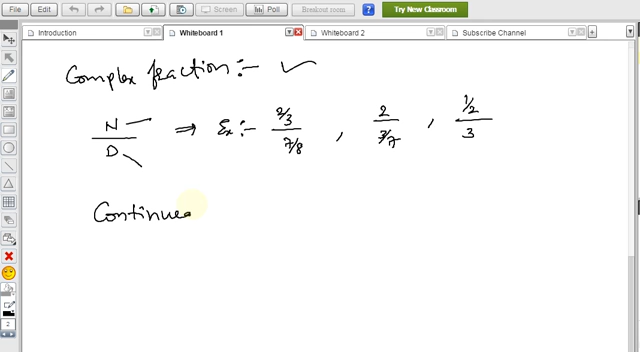 File Edit Screen Poll Breakout room ? Try New Classroom
Introduction Whiteboard 1 Whiteboard 2 Subscribe Channel
Complex fraction :- ✓
N/D ⇒ Ex :- 2/3 / 7/8 , 2 / 3/7 , 1/2 / 3
Continue
2